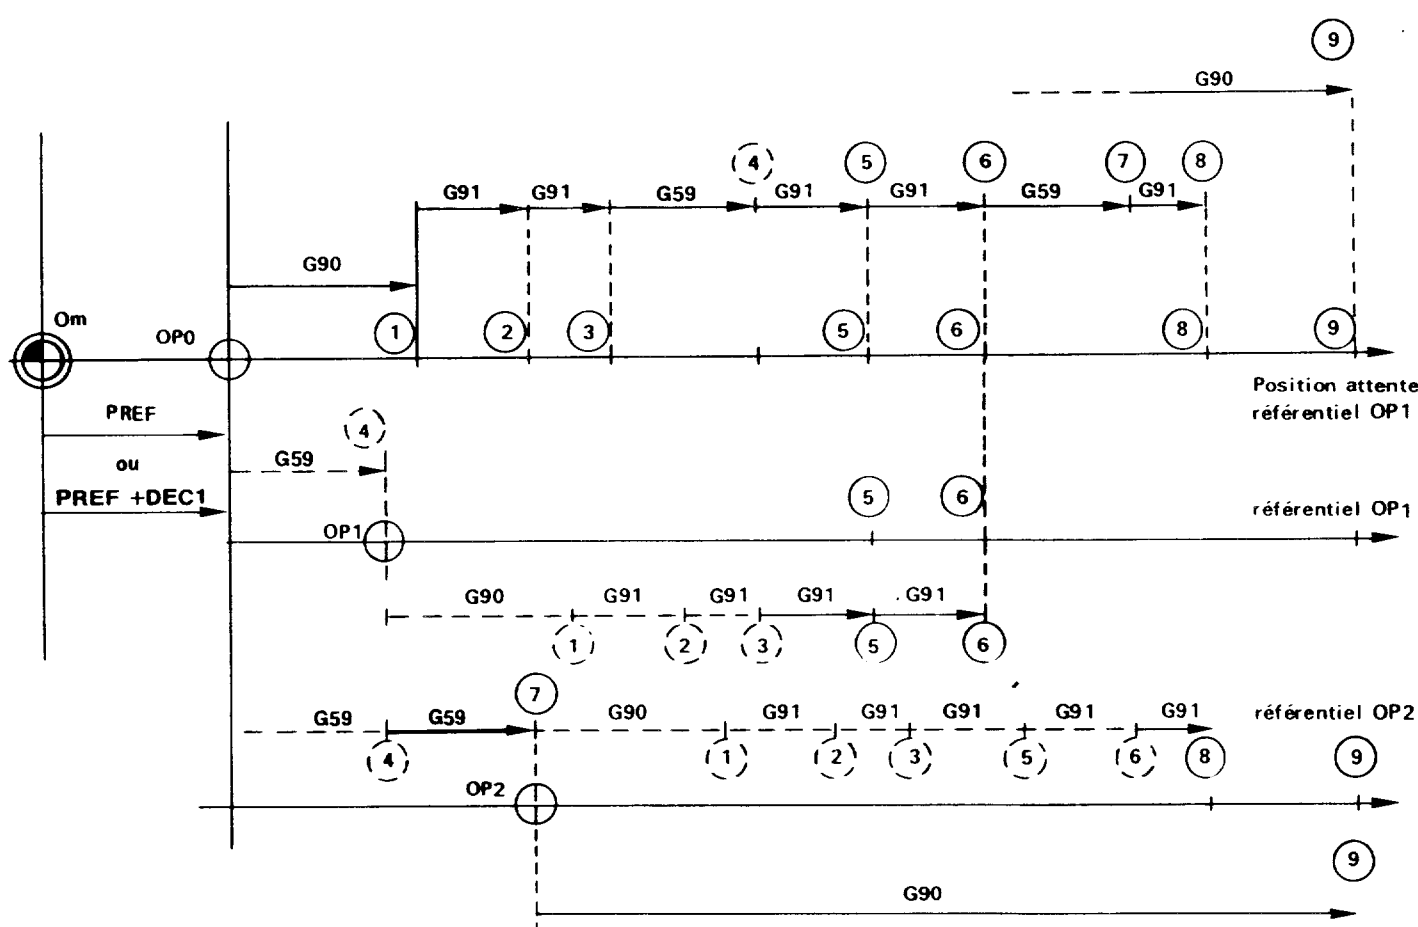 9
G90
4 5 6 7 8
G91 G91 G59 G91 G91 G59 G91
G90
Om
OP0 1 2 3 5 6 8 9
Position attente
référentiel OP1
PREF
4
ou
G59
PREF +DEC1
5 6
référentiel OP1
OP1
G90 G91 G91 G91 G91
1 2 3 5 6
7
G59 G59 G90 G91 G91 G91 G91 G91
référentiel OP2
4 1 2 3 5 6 8 9
OP2
9
G90